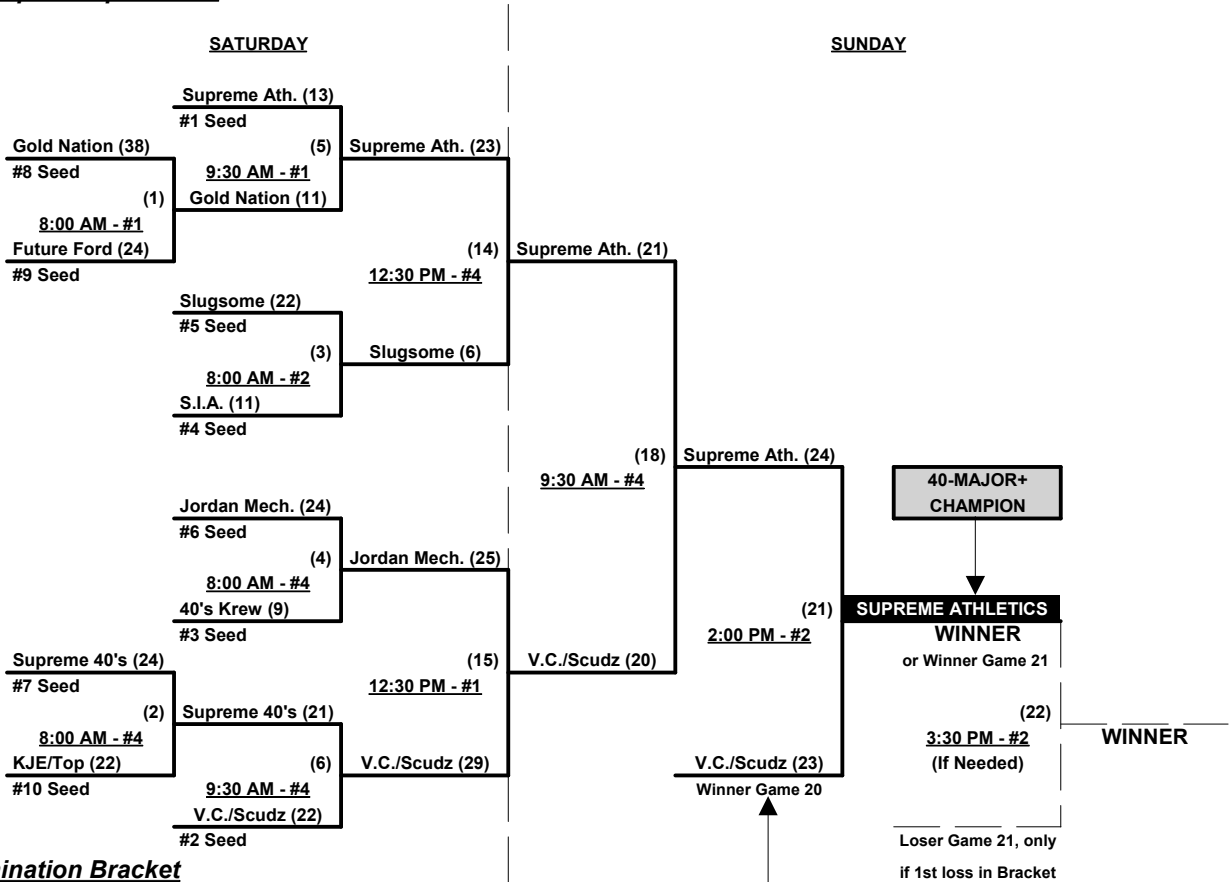 SATURDAY
SUNDAY
Supreme Ath. (13)
#1 Seed
Gold Nation (38)
(5)
Supreme Ath. (23)
#8 Seed
9:30 AM - #1
(1)
Gold Nation (11)
8:00 AM - #1
Future Ford (24)
(14)
Supreme Ath. (21)
#9 Seed
12:30 PM - #4
Slugsome (22)
#5 Seed
(3)
Slugsome (6)
8:00 AM - #2
S.I.A. (11)
#4 Seed
(18)
Supreme Ath. (24)
9:30 AM - #4
40-MAJOR+
CHAMPION
Jordan Mech. (24)
#6 Seed
(4)
Jordan Mech. (25)
8:00 AM - #4
40's Krew (9)
#3 Seed
(21)
SUPREME ATHLETICS
2:00 PM - #2
WINNER
or Winner Game 21
Supreme 40's (24)
(15)
V.C./Scudz (20)
#7 Seed
12:30 PM - #1
(2)
Supreme 40's (21)
(22)
8:00 AM - #4
3:30 PM - #2
WINNER
KJE/Top (22)
(6)
V.C./Scudz (29)
V.C./Scudz (23)
(If Needed)
#10 Seed
9:30 AM - #4
Winner Game 20
V.C./Scudz (22)
#2 Seed
Loser Game 21, only
ination Bracket
if 1st loss in Bracket